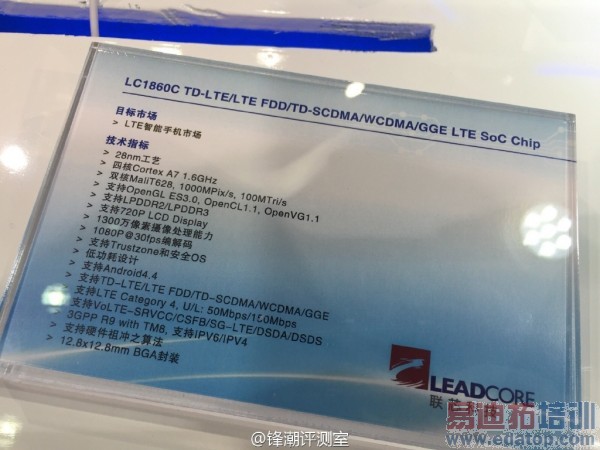 LC1860C TD-LTE/LTE FDD/TD-SCDMA/WCDMA/GGE LTE SoC Chip
目标市场
> LTE智能手机市场
技术指标
> 28nm工艺
> 四核Cortex A7 1.6GHz
> 双核MaliT628, 1000MPix/s, 100MTri/s
> 支持OpenGL ES3.0, OpenCL1.1, OpenVG1.1
> 支持LPDDR2/LPDDR3
> 支持720P LCD Display
> 1300万像素摄像处理能力
> 1080P@30fps编解码
> 支持Trustzone和安全OS
> 低功耗设计
> 支持Android4.4
> 支持TD-LTE/LTE FDD/TD-SCDMA/WCDMA/GGE
> 支持LTE Category 4, U/L: 50Mbps/150Mbps
> 支持VoLTE-SRVCC/CSFB/SG-LTE/DSDA/DSDS
3GPP R9 with TM8, 支持IPV6/IPV4
> 支持硬件祖冲之算法
> 12.8x12.8mm BGA封装
LEADCORE
联芯科技
易迪拓培训
www.edatop.com
@锋潮评测室